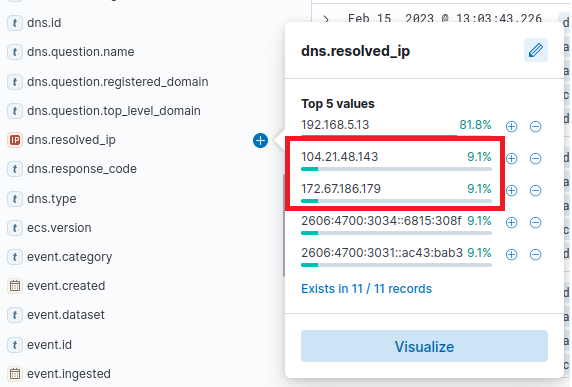 dns.id
dns.question.name
dns.question.registered_domain
dns.question.top_level_domain
dns.resolved_ip
dns.response_code
dns.type
ecs.version
event.category
event.created
event.dataset
event.id
event.ingested
Feb 15, 2023 @ 13:03:43.226
dns.resolved_ip
Top 5 values
192.168.5.13 81.8%
104.21.48.143 9.1%
172.67.186.179 9.1%
2606:4700:3034::6815:308f 9.1%
2606:4700:3031::ac43:bab3 9.1%
Exists in 11 / 11 records
Visualize